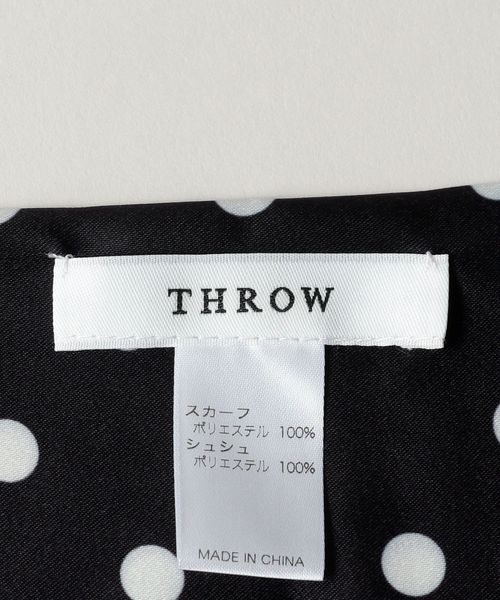 THROW
スカーフ
ポリエステル 100%
シュシュ
ポリエステル 100%
MADE IN CHINA